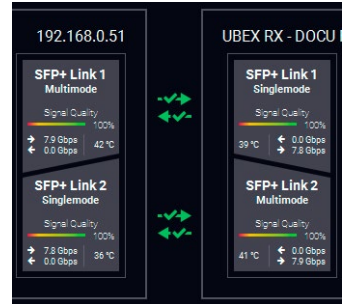 192.168.0.51
SFP+ Link 1
Multimode
Signal Quality
100%
→ 7.9 Gbps
← 0.0 Gbps
42 °C
SFP+ Link 2
Singlemode
Signal Quality
100%
→ 7.8 Gbps
← 0.0 Gbps
36 °C
UBEX RX - DOCU
SFP+ Link 1
Singlemode
Signal Quality
100%
39 °C
← 0.0 Gbps
→ 7.8 Gbps
SFP+ Link 2
Multimode
Signal Quality
100%
41 °C
← 0.0 Gbps
→ 7.9 Gbps